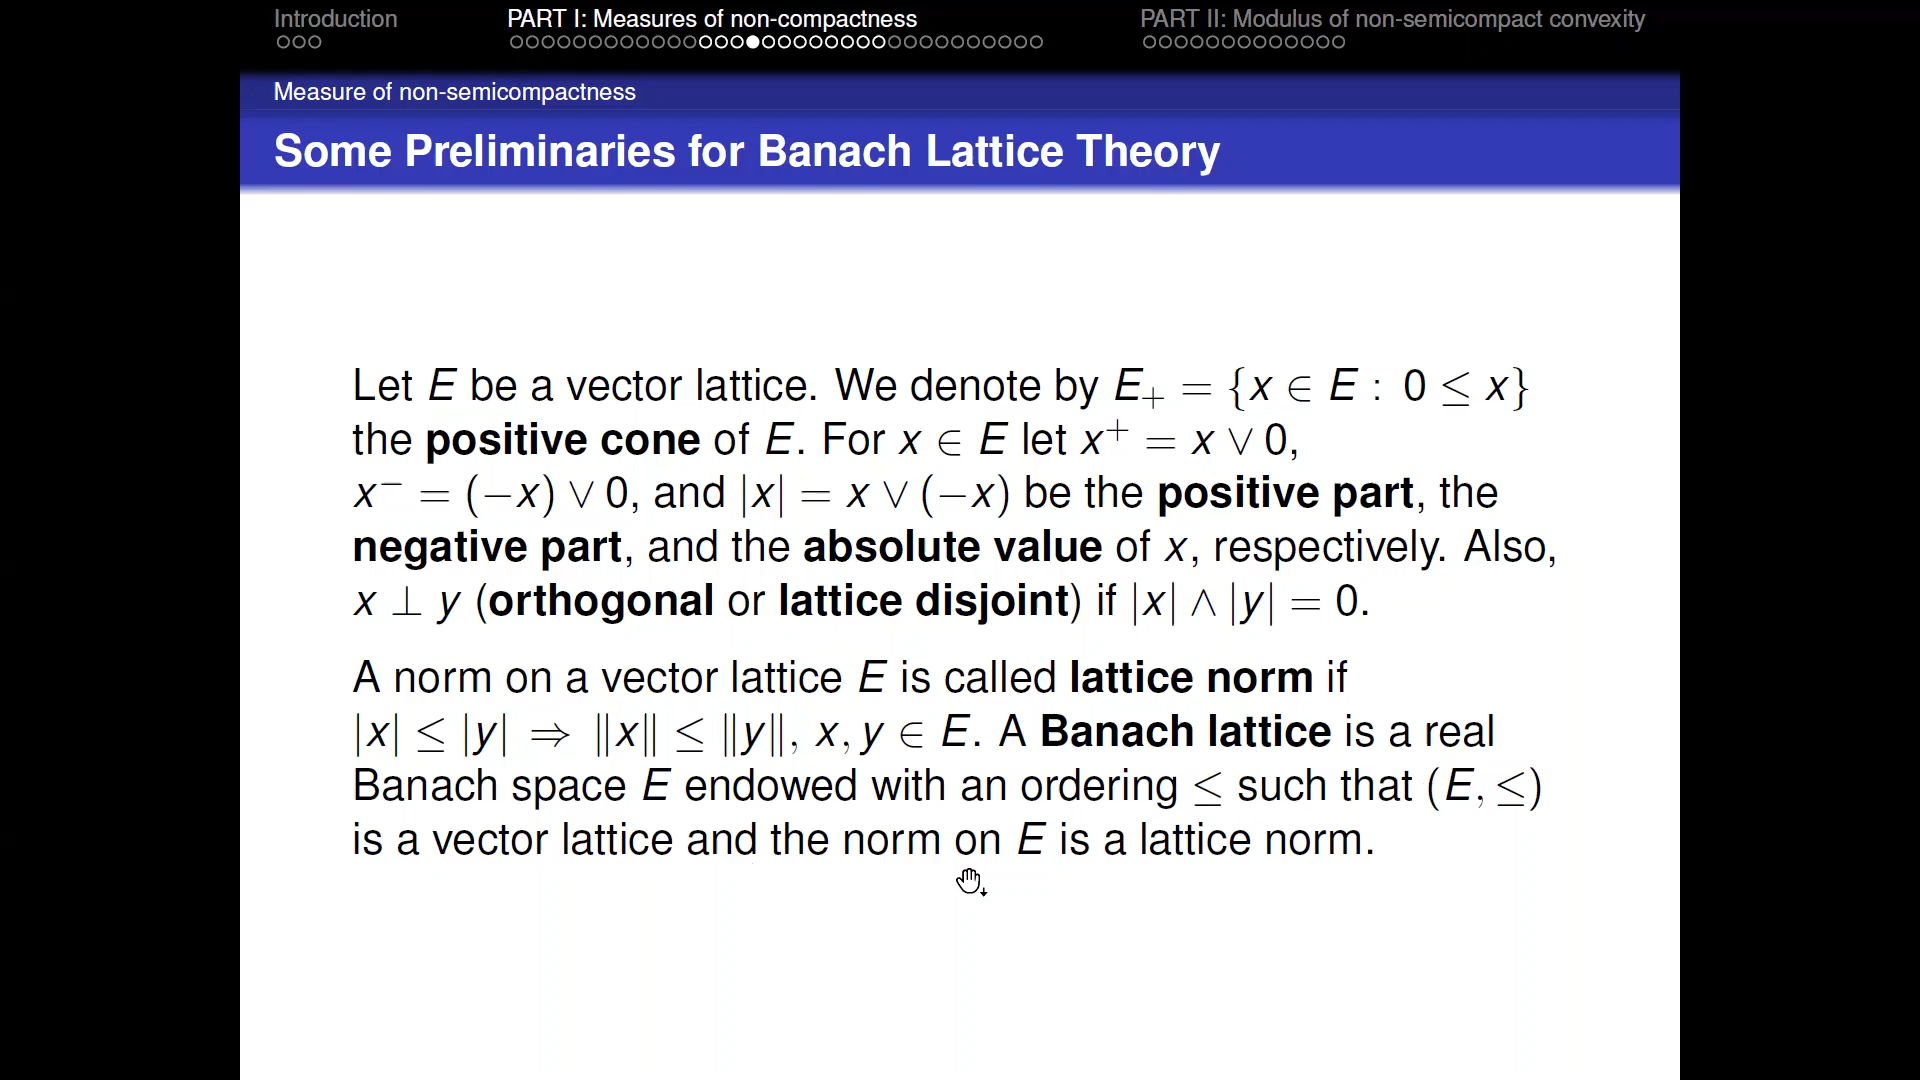 Introduction
PART I: Measures of non-compactness
PART II: Modulus of non-semicompact convexity
Measure of non-semicompactness
Some Preliminaries for Banach Lattice Theory
Let E be a vector lattice. We denote by E₊ = {x ∈ E : 0 ≤ x}
the positive cone of E. For x ∈ E let x⁺ = x ∨ 0,
x⁻ = (−x) ∨ 0, and |x| = x ∨ (−x) be the positive part, the
negative part, and the absolute value of x, respectively. Also,
x ⊥ y (orthogonal or lattice disjoint) if |x| ∧ |y| = 0.
A norm on a vector lattice E is called lattice norm if
|x| ≤ |y| ⇒ ‖x‖ ≤ ‖y‖, x, y ∈ E. A Banach lattice is a real
Banach space E endowed with an ordering ≤ such that (E, ≤)
is a vector lattice and the norm on E is a lattice norm.